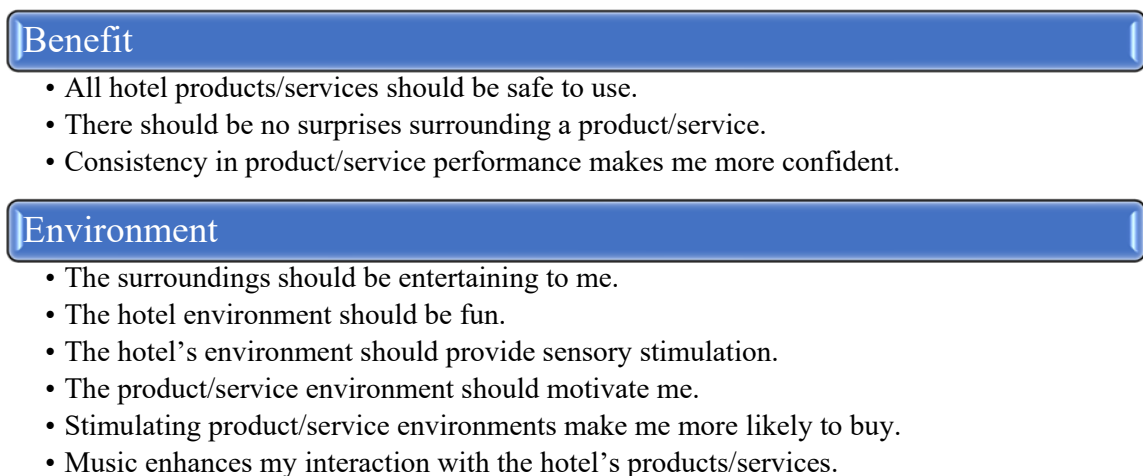 Benefit
• All hotel products/services should be safe to use.
• There should be no surprises surrounding a product/service.
• Consistency in product/service performance makes me more confident.
Environment
• The surroundings should be entertaining to me.
• The hotel environment should be fun.
• The hotel’s environment should provide sensory stimulation.
• The product/service environment should motivate me.
• Stimulating product/service environments make me more likely to buy.
• Music enhances my interaction with the hotel’s products/services.